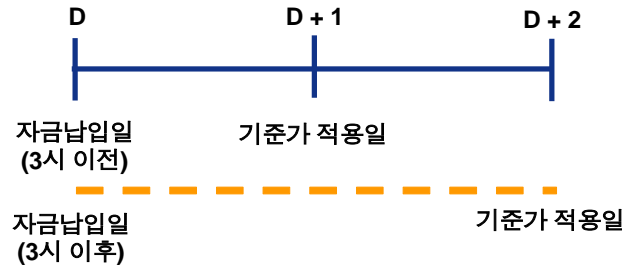 D
D + 1
D + 2
자금납입일
(3시 이전)
기준가 적용일
자금납입일
(3시 이후)
기준가 적용일